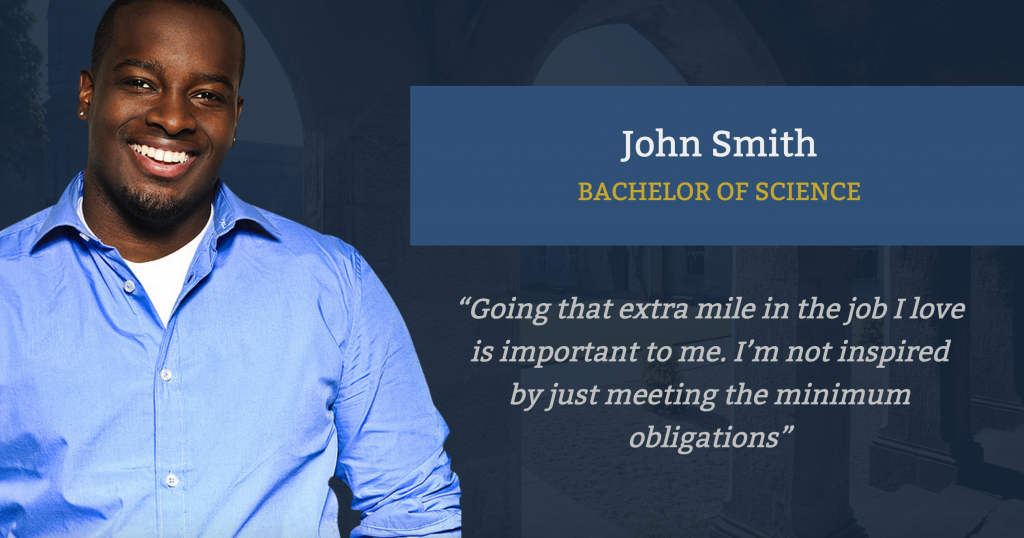 John Smith
BACHELOR OF SCIENCE
“Going that extra mile in the job I love
is important to me. I’m not inspired
by just meeting the minimum
obligations”